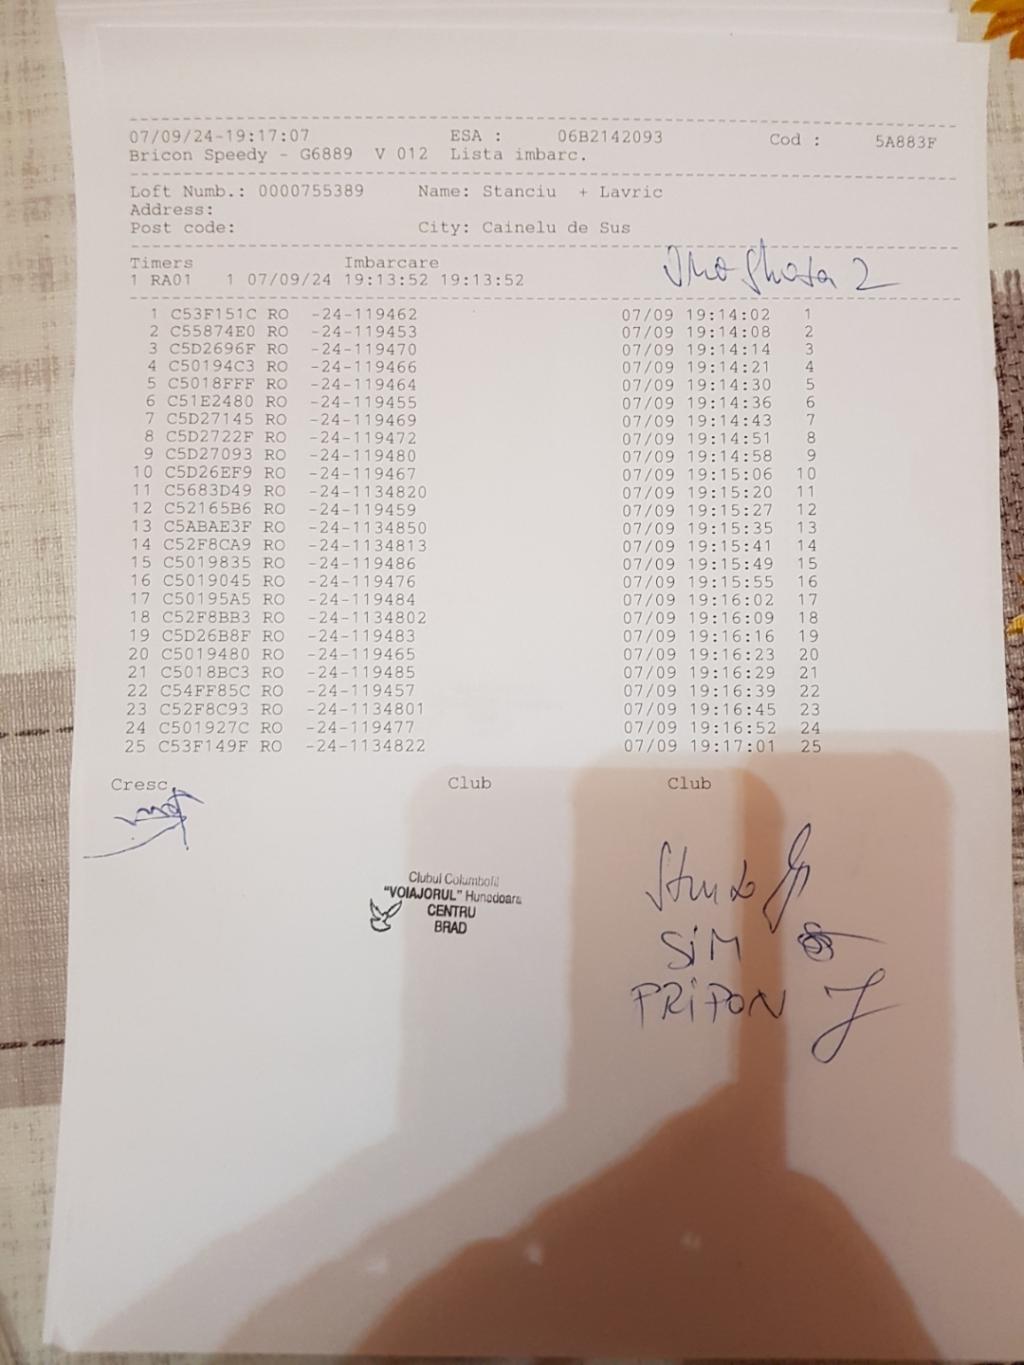 07/09/24-19:17:07 ESA : 06B2142093 Cod : 5A883F
Bricon Speedy - G6889 V 012 Lista imbarc.
Loft Numb.: 0000755389 Name: Stanciu + Lavric
Address:
Post code: City: Cainelu de Sus
Timers Imbarcare
1 RA01 1 07/09/24 19:13:52 19:13:52
2
1 C53F151C RO -24-119462 07/09 19:14:02 1
2 C55874E0 RO -24-119453 07/09 19:14:08 2
3 C5D2696F RO -24-119470 07/09 19:14:14 3
4 C50194C3 RO -24-119466 07/09 19:14:21 4
5 C5018FFF RO -24-119464 07/09 19:14:30 5
6 C51E2480 RO -24-119455 07/09 19:14:36 6
7 C5D27145 RO -24-119469 07/09 19:14:43 7
8 C5D2722F RO -24-119472 07/09 19:14:51 8
9 C5D27093 RO -24-119480 07/09 19:14:58 9
10 C5D26EF9 RO -24-119467 07/09 19:15:06 10
11 C5683D49 RO -24-1134820 07/09 19:15:20 11
12 C52165B6 RO -24-119459 07/09 19:15:27 12
13 C5ABAE3F RO -24-1134850 07/09 19:15:35 13
14 C52F8CA9 RO -24-1134813 07/09 19:15:41 14
15 C5019835 RO -24-119486 07/09 19:15:49 15
16 C5019045 RO -24-119476 07/09 19:15:55 16
17 C50195A5 RO -24-119484 07/09 19:16:02 17
18 C52F8BB3 RO -24-1134802 07/09 19:16:09 18
19 C5D26B8F RO -24-119483 07/09 19:16:16 19
20 C5019480 RO -24-119465 07/09 19:16:23 20
21 C5018BC3 RO -24-119485 07/09 19:16:29 21
22 C54FF85C RO -24-119457 07/09 19:16:39 22
23 C52F8C93 RO -24-1134801 07/09 19:16:45 23
24 C501927C RO -24-119477 07/09 19:16:52 24
25 C53F149F RO -24-1134822 07/09 19:17:01 25
Cresc. Club Club
Clubul Columbofil
"VOIAJORUL" Hunedoara
CENTRU
BRAD
SiM
PRiPON